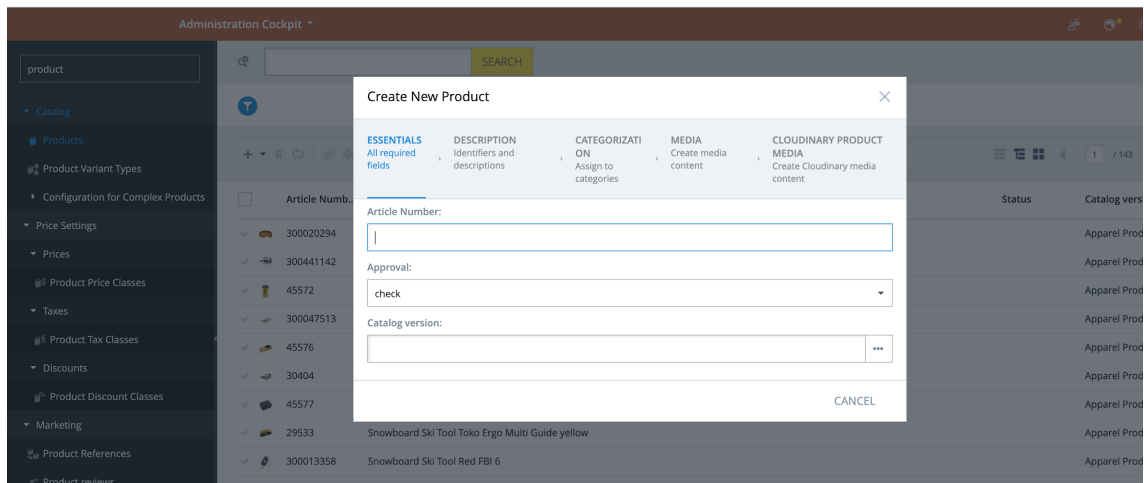 Administration Cockpit
product
SEARCH
Catalog
Products
Product Variant Types
Configuration for Complex Products
Price Settings
Prices
Product Price Classes
Taxes
Product Tax Classes
Discounts
Product Discount Classes
Marketing
Product References
Product reviews
1 / 143
Article Numb..
Status
Catalog vers
300020294
Apparel Prod
300441142
Apparel Prod
45572
Apparel Prod
300047513
Apparel Prod
45576
Apparel Prod
30404
Apparel Prod
45577
Apparel Prod
29533 Snowboard Ski Tool Toko Ergo Multi Guide yellow
Apparel Prod
300013358 Snowboard Ski Tool Red FBI 6
Apparel Prod
Create New Product
ESSENTIALS
All required
fields
DESCRIPTION
Identifiers and
descriptions
CATEGORIZATI
ON
Assign to
categories
MEDIA
Create media
content
CLOUDINARY PRODUCT
MEDIA
Create Cloudinary media
content
Article Number:
Approval:
check
Catalog version:
CANCEL